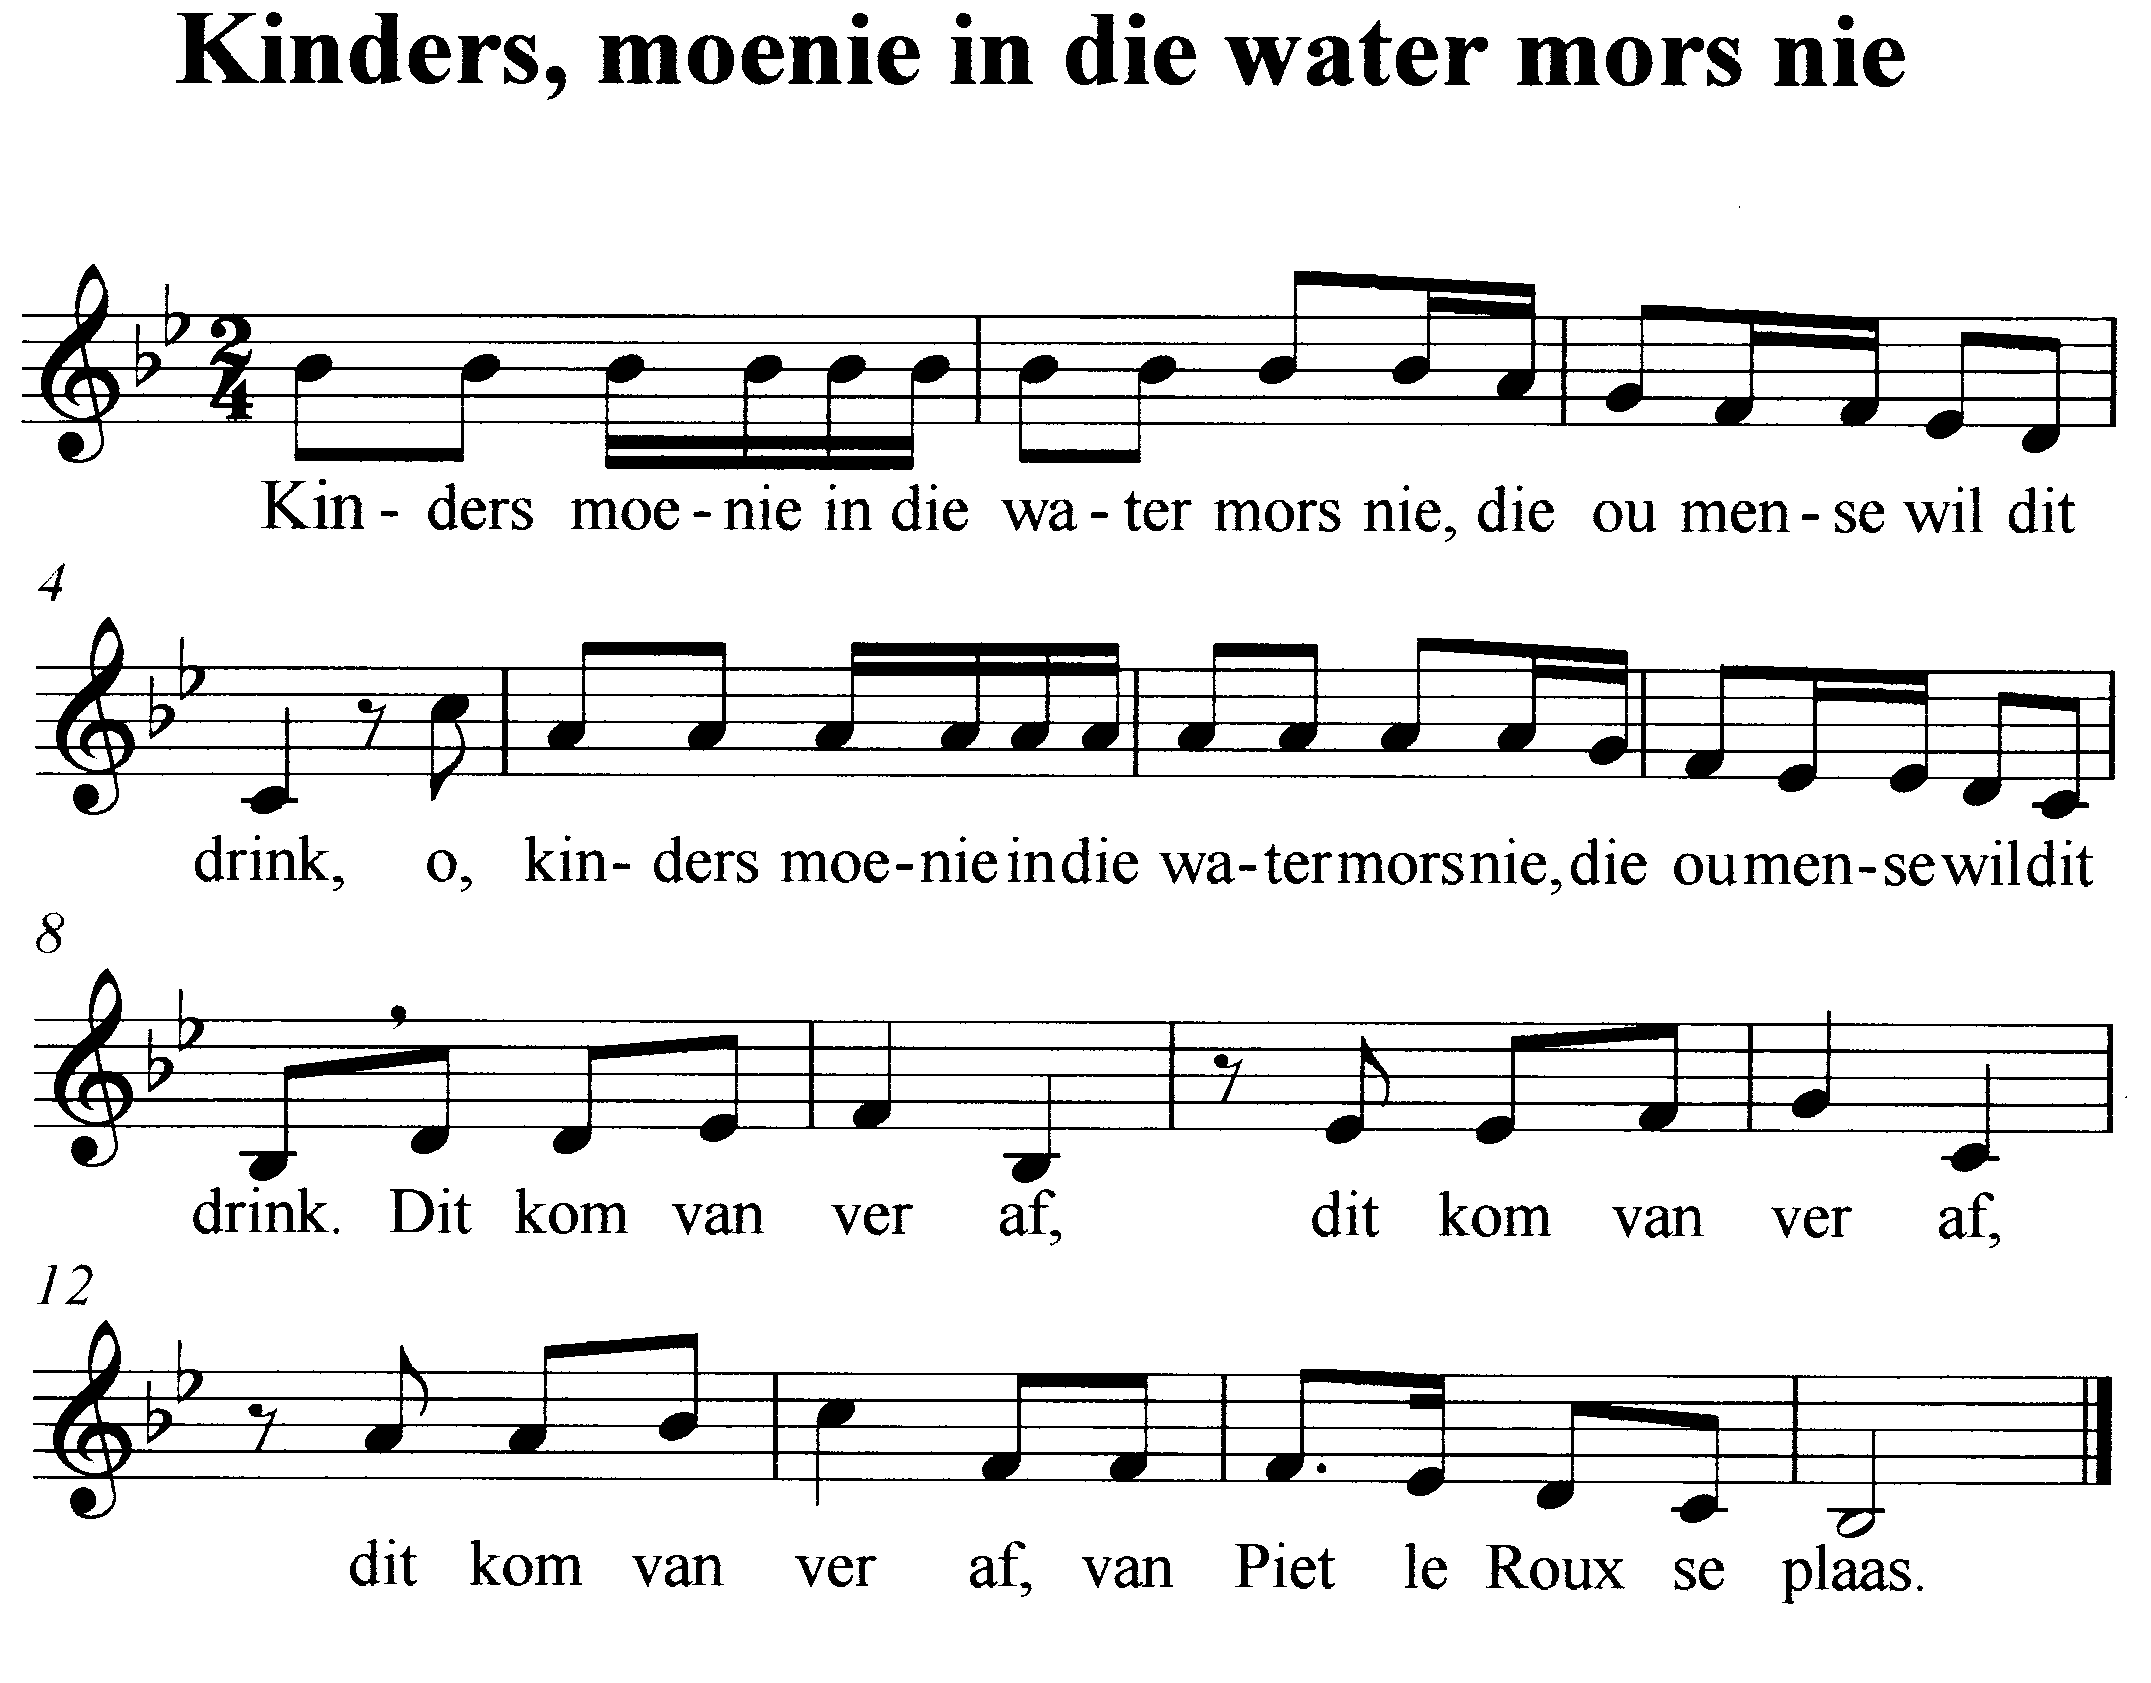 Kinders, moenie in die water mors nie
2
4
Kin - ders moe - nie in die wa - ter mors nie, die ou men - se wil dit
4
drink, o, kin - ders moe - nie in die wa - ter mors nie, die ou men - se wil dit
8
drink. Dit kom van ver af, dit kom van ver af,
12
dit kom van ver af, van Piet le Roux se plaas.